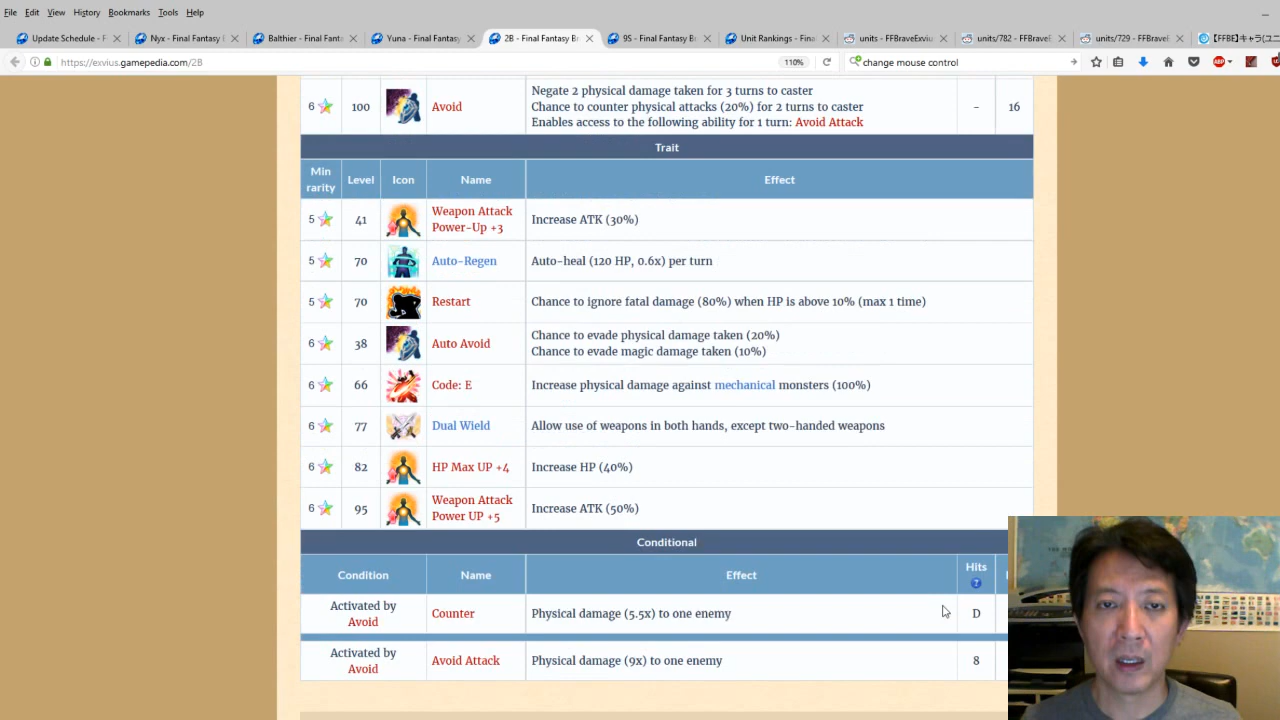 File Edit View History Bookmarks Tools Help
Update Schedule - F
Nyx - Final Fantasy
Balthier - Final Fanta
Yuna - Final Fantasy
2B - Final Fantasy Br
9S - Final Fantasy Br
Unit Rankings - Fina
units - FFBraveExvius
units/782 - FFBraveE
units/729 - FFBraveE
【FFBE】キャラ(ユニ
https://exvius.gamepedia.com/2B
110%
change mouse control
ABP
6 100 Avoid
Negate 2 physical damage taken for 3 turns to caster
Chance to counter physical attacks (20%) for 2 turns to caster
Enables access to the following ability for 1 turn: Avoid Attack
- 16
Trait
Min rarity Level Icon Name Effect
5 41 Weapon Attack Power-Up +3 Increase ATK (30%)
5 70 Auto-Regen Auto-heal (120 HP, 0.6x) per turn
5 70 Restart Chance to ignore fatal damage (80%) when HP is above 10% (max 1 time)
6 38 Auto Avoid Chance to evade physical damage taken (20%)
Chance to evade magic damage taken (10%)
6 66 Code: E Increase physical damage against mechanical monsters (100%)
6 77 Dual Wield Allow use of weapons in both hands, except two-handed weapons
6 82 HP Max UP +4 Increase HP (40%)
6 95 Weapon Attack Power UP +5 Increase ATK (50%)
Conditional
Condition Name Effect Hits ?
Activated by Avoid Counter Physical damage (5.5x) to one enemy D
Activated by Avoid Avoid Attack Physical damage (9x) to one enemy 8